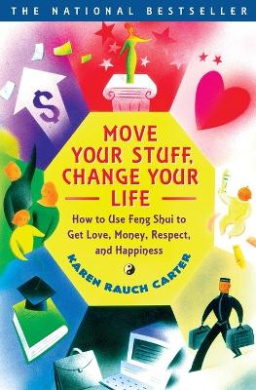 THE NATIONAL BESTSELLER
$
MOVE
YOUR STUFF,
CHANGE YOUR
LIFE
How to Use Feng Shui to
Get Love, Money, Respect,
and Happiness
KAREN RAUCH CARTER